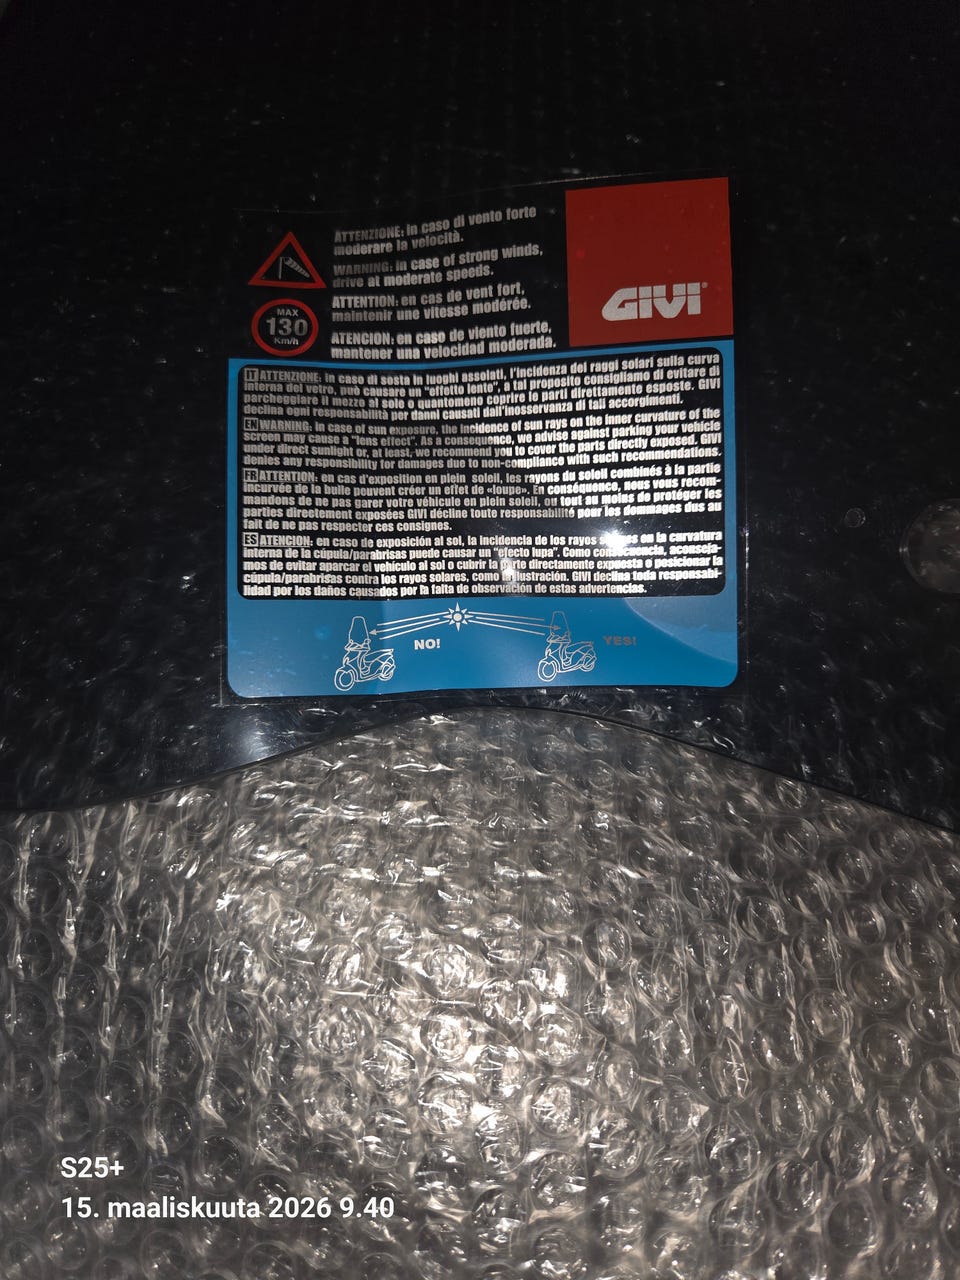 ATTENZIONE: in caso di vento forte
moderare la velocità.
WARNING: in case of strong winds,
drive at moderate speeds.
ATTENTION: en cas de vent fort,
maintenir une vitesse modérée.
ATENCION: en caso de viento fuerte,
mantener una velocidad moderada.
MAX
130
Km/h
GIVI®
IT ATTENZIONE: in caso di sosta in luoghi assolati, l'incidenza dei raggi solari sulla curva
interna del vetro, può causare un "effetto lente", a tal proposito consigliamo di evitare di
parcheggiare il mezzo al sole o quantomeno coprire le parti direttamente esposte. GIVI
declina ogni responsabilità per danni causati dall'inosservanza di tali accorgimenti.
EN WARNING: In case of sun exposure, the incidence of sun rays on the inner curvature of the
screen may cause a "lens effect". As a consequence, we advise against parking your vehicle
under direct sunlight or, at least, we recommend you to cover the parts directly exposed. GIVI
denies any responsibility for damages due to non-compliance with such recommendations.
FR ATTENTION: en cas d'exposition en plein soleil, les rayons du soleil combinés à la partie
incurvée de la bulle peuvent créer un effet de «loupe». En conséquence, nous vous recom-
mandons de ne pas garer votre véhicule en plein soleil, ou tout au moins de protéger les
parties directement exposées GIVI décline toute responsabilité pour les dommages dus au
fait de ne pas respecter ces consignes.
ES ATENCION: en caso de exposición al sol, la incidencia de los rayos en la curvatura
interna de la cúpula/parabrisas puede causar un "efecto lupa". Como consecuencia, aconseja-
mos de evitar aparcar el vehículo al sol o cubrir la parte directamente expuesta o posicionar la
cúpula/parabrisas contra los rayos solares, como ilustración. GIVI declina toda responsabi-
lidad por los daños causados por la falta de observación de estas advertencias.
NO!
YES!
S25+
15. maaliskuuta 2026 9.40